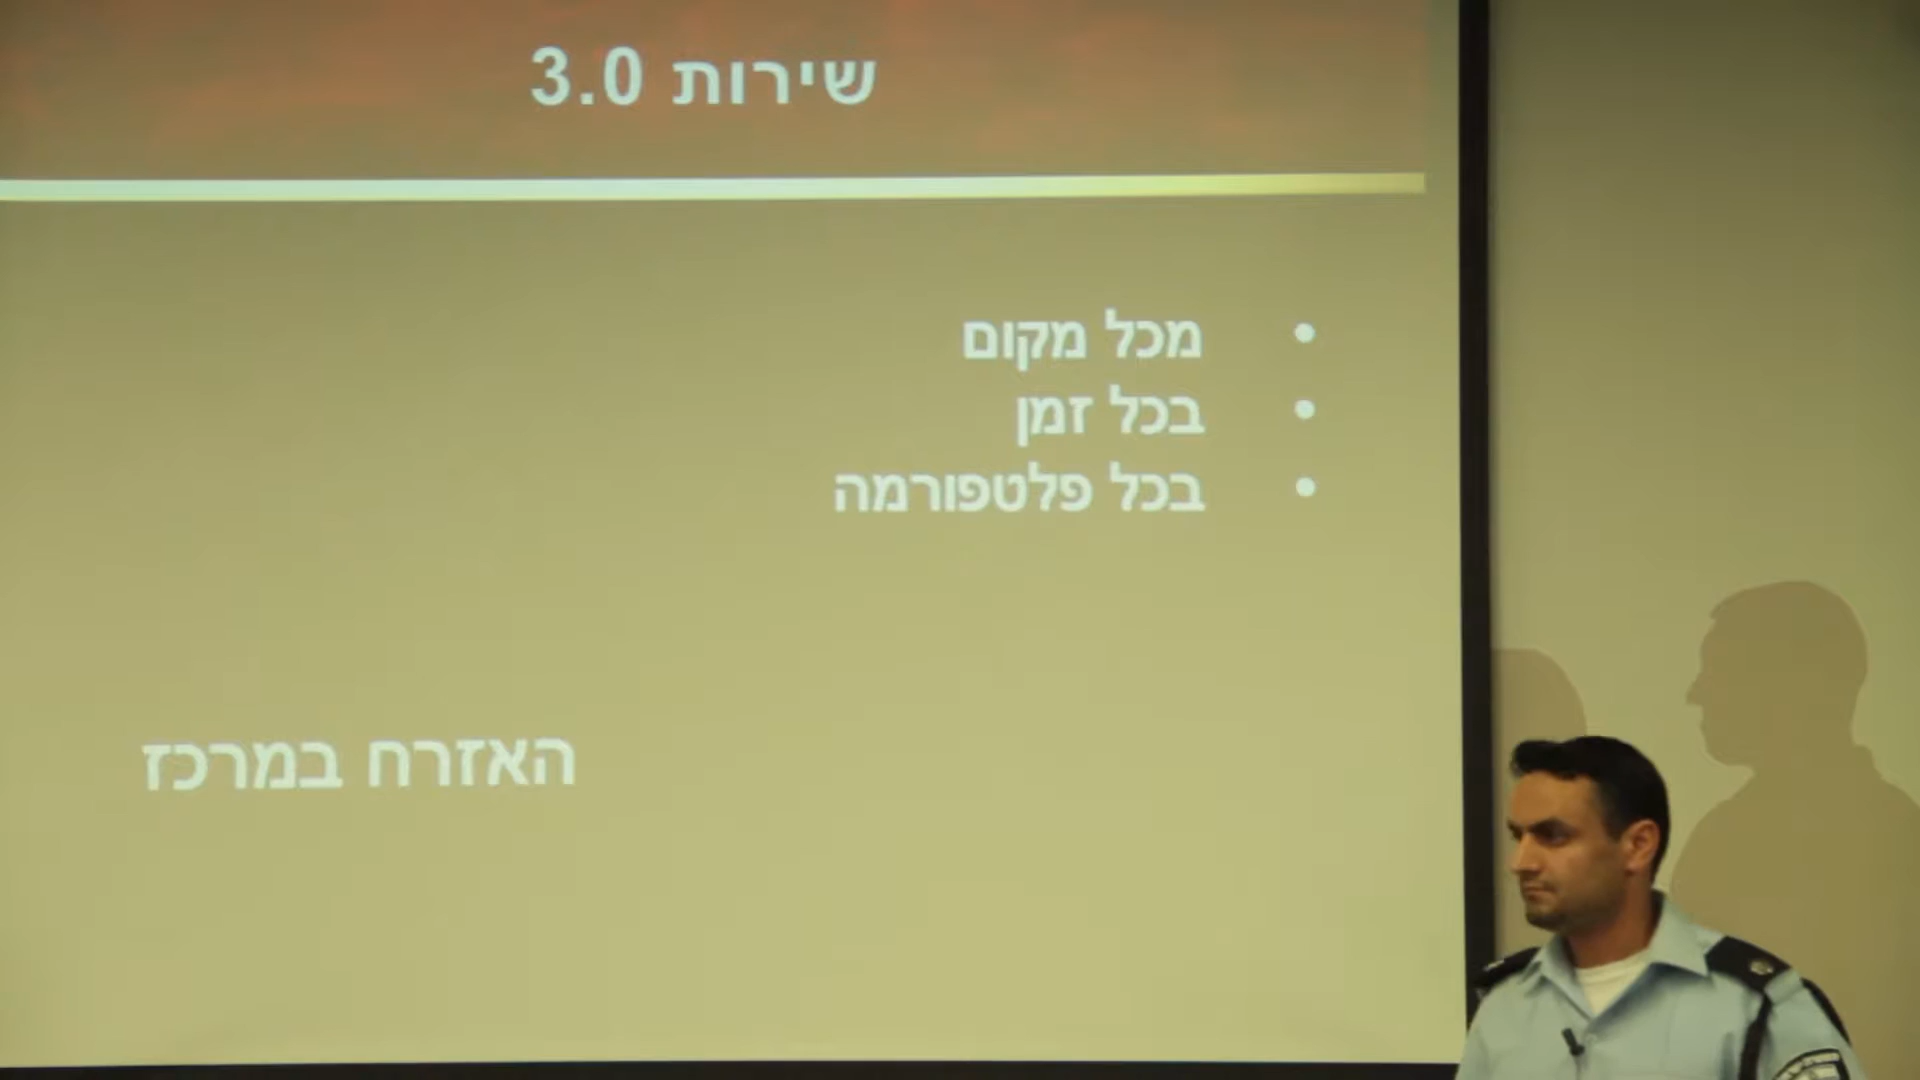 שירות 3.0
• מכל מקום
• בכל זמן
• בכל פלטפורמה
האזרח במרכז